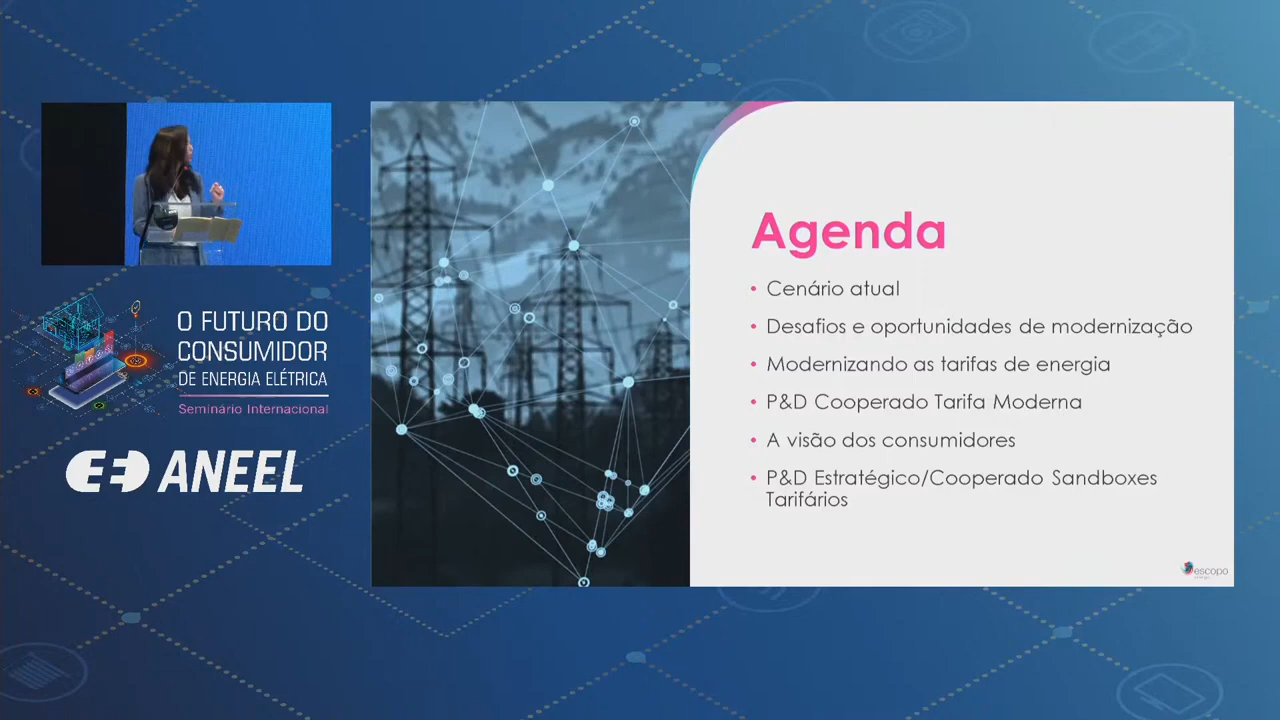 O FUTURO DO
CONSUMIDOR
DE ENERGIA ELÉTRICA
Seminário Internacional
ANEEL
Agenda
• Cenário atual
• Desafios e oportunidades de modernização
• Modernizando as tarifas de energia
• P&D Cooperado Tarifa Moderna
• A visão dos consumidores
• P&D Estratégico/Cooperado Sandboxes
Tarifários
escopo